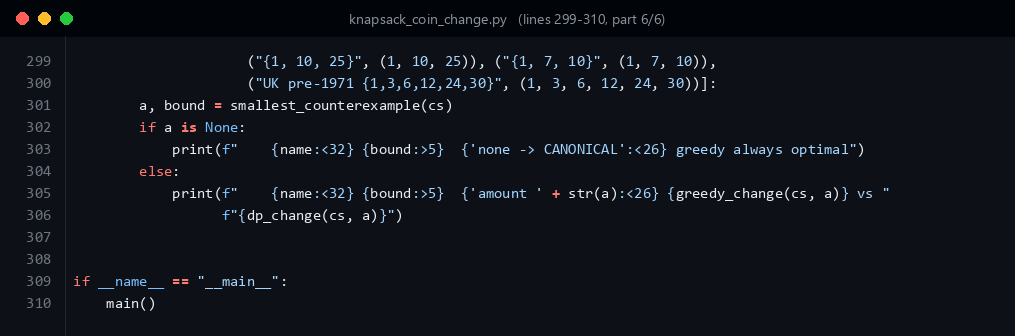 knapsack_coin_change.py (lines 299-310, part 6/6)
299                      ("{1, 10, 25}", (1, 10, 25)), ("{1, 7, 10}", (1, 7, 10)),
300                      ("UK pre-1971 {1,3,6,12,24,30}", (1, 3, 6, 12, 24, 30))]:
301         a, bound = smallest_counterexample(cs)
302         if a is None:
303             print(f"    {name:<32} {bound:>5}  {'none -> CANONICAL':<26} greedy always optimal")
304         else:
305             print(f"    {name:<32} {bound:>5}  {'amount ' + str(a):<26} {greedy_change(cs, a)} vs "
306                   f"{dp_change(cs, a)}")
307
308
309 if __name__ == "__main__":
310     main()